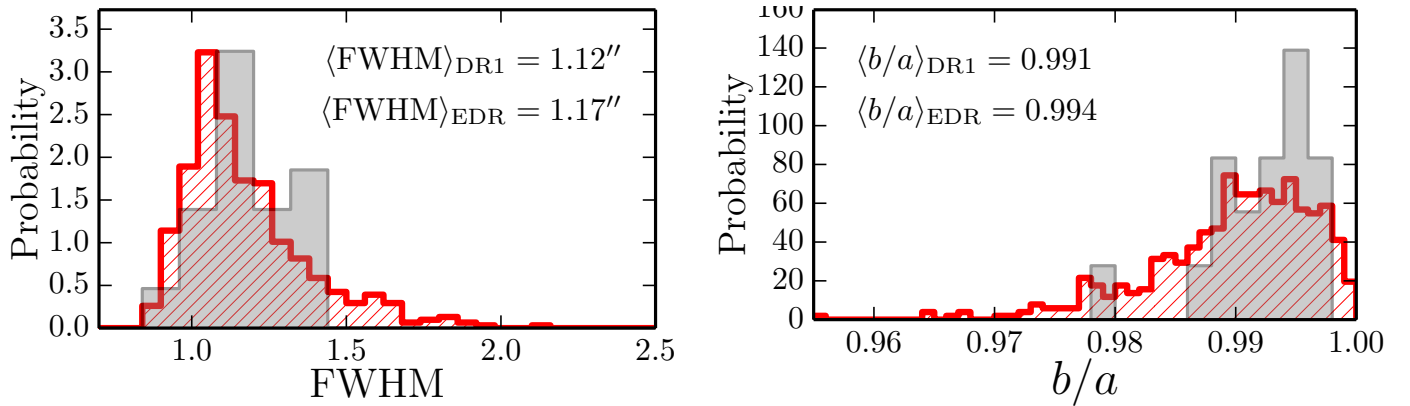 3.5
3.0
2.5
2.0
1.5
1.0
0.5
0.0
Probability
⟨FWHM⟩DR1 = 1.12″
⟨FWHM⟩EDR = 1.17″
1.0 1.5 2.0 2.5
FWHM
160
140
120
100
80
60
40
20
0
Probability
⟨b/a⟩DR1 = 0.991
⟨b/a⟩EDR = 0.994
0.96 0.97 0.98 0.99 1.00
b/a